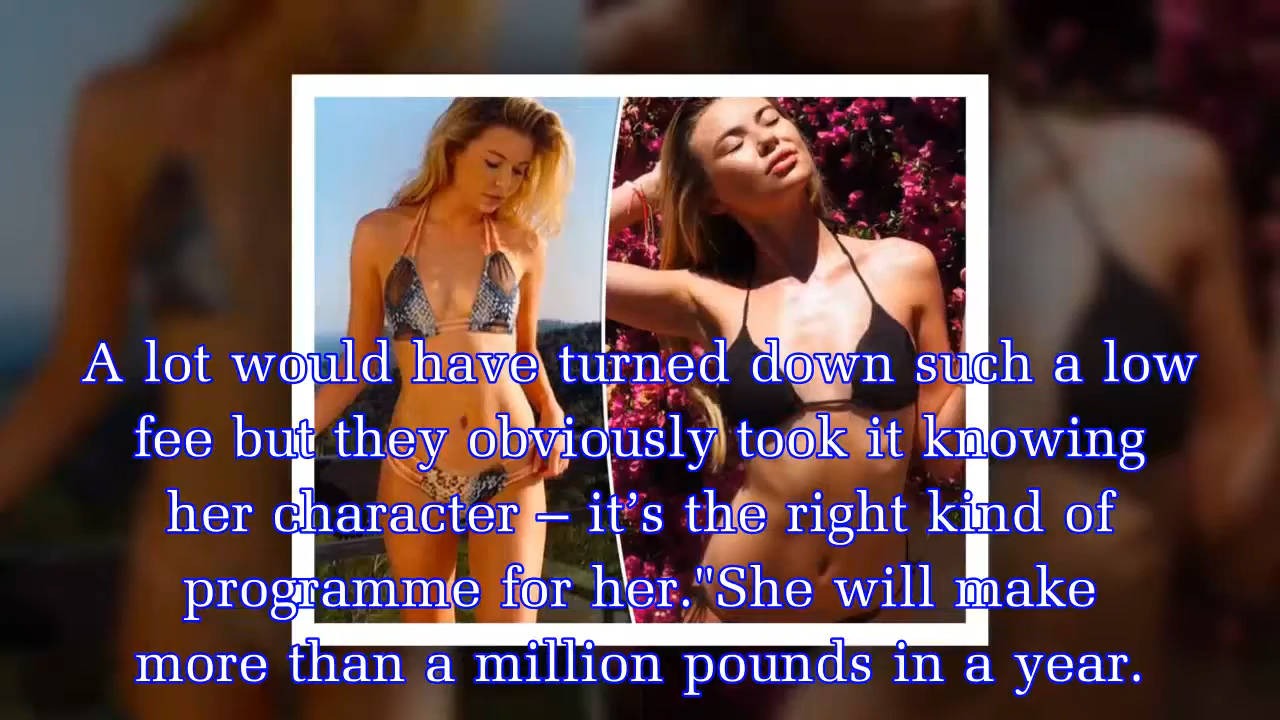 A lot would have turned down such a low
fee but they obviously took it knowing
her character – it’s the right kind of
programme for her."She will make
more than a million pounds in a year.